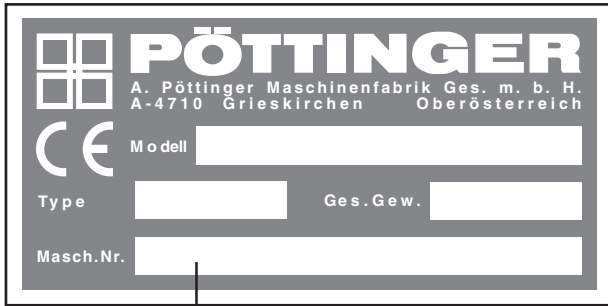 PÖTTINGER
A. Pöttinger Maschinenfabrik Ges. m. b. H.
A-4710 Grieskirchen Oberösterreich
CE
Modell
Type Ges.Gew.
Masch.Nr.